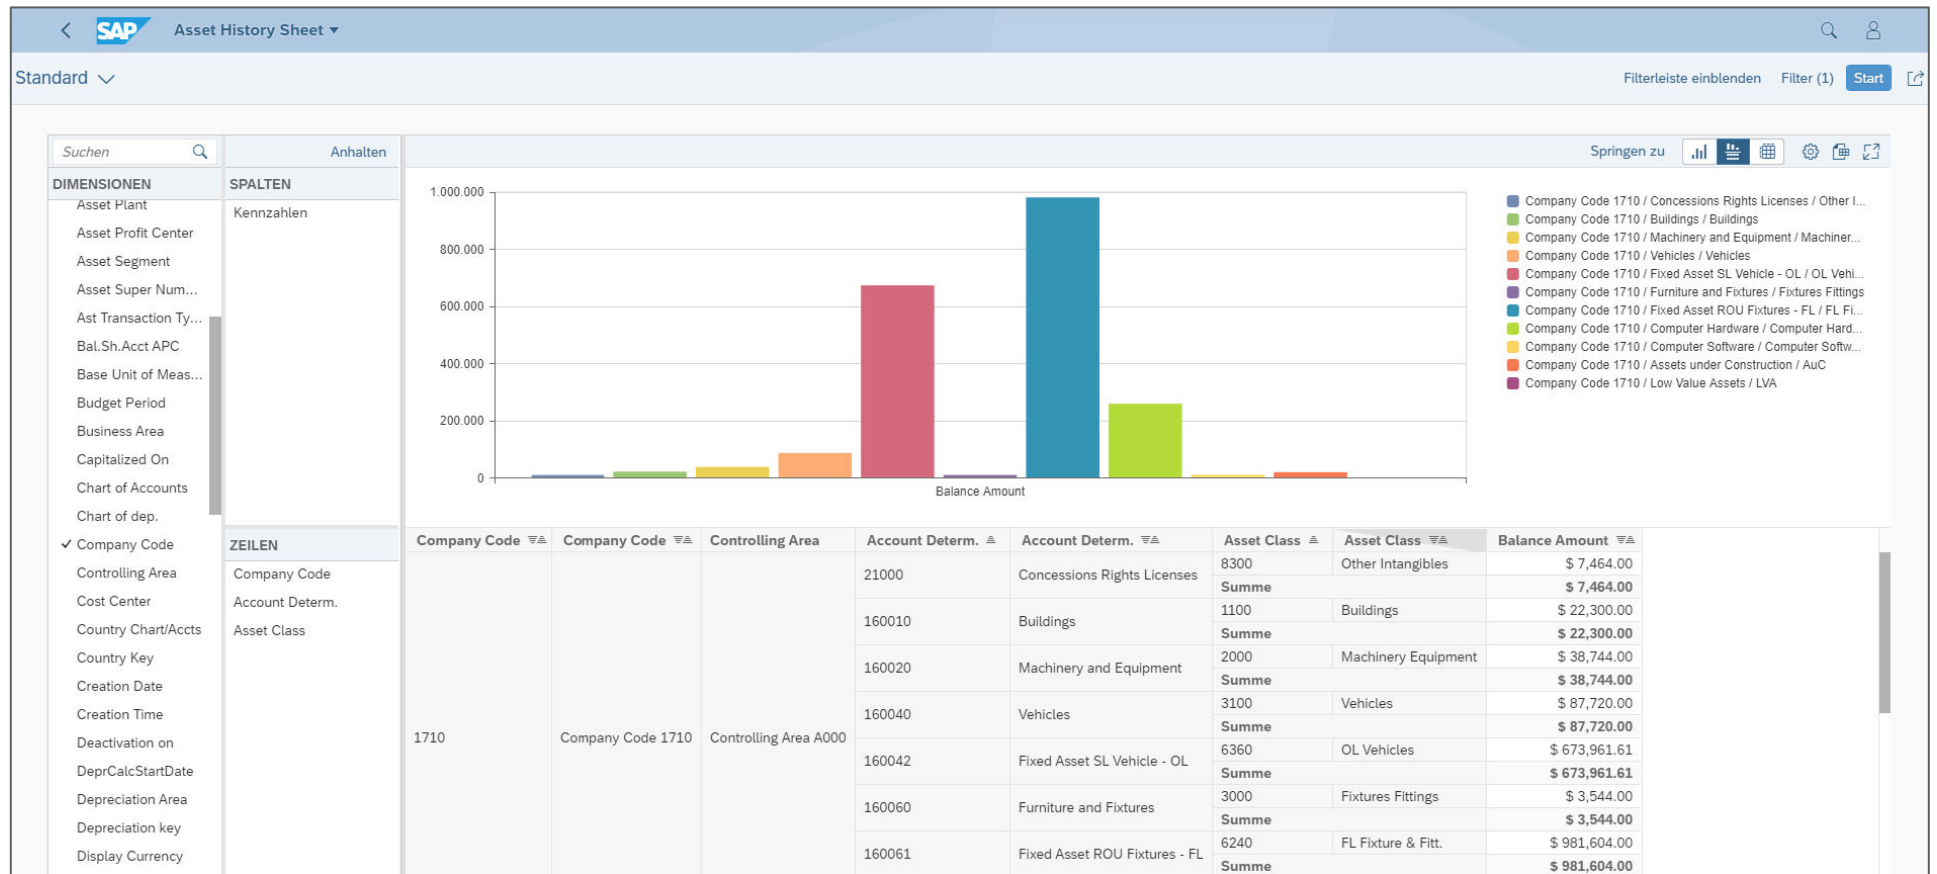 SAP Asset History Sheet
Standard
Filterleiste einblenden Filter (1) Start
Suchen
Anhalten
Springen zu
DIMENSIONEN
Asset Plant
Asset Profit Center
Asset Segment
Asset Super Num...
Ast Transaction Ty...
Bal.Sh.Acct APC
Base Unit of Meas...
Budget Period
Business Area
Capitalized On
Chart of Accounts
Chart of dep.
Company Code
Controlling Area
Cost Center
Country Chart/Accts
Country Key
Creation Date
Creation Time
Deactivation on
DeprCalcStartDate
Depreciation Area
Depreciation key
Display Currency
SPALTEN
Kennzahlen
ZEILEN
Company Code
Account Determ.
Asset Class
1.000.000
800.000
600.000
400.000
200.000
0
Balance Amount
Company Code 1710 / Concessions Rights Licenses / Other I...
Company Code 1710 / Buildings / Buildings
Company Code 1710 / Machinery and Equipment / Machiner...
Company Code 1710 / Vehicles / Vehicles
Company Code 1710 / Fixed Asset SL Vehicle - OL / OL Vehi...
Company Code 1710 / Furniture and Fixtures / Fixtures Fittings
Company Code 1710 / Fixed Asset ROU Fixtures - FL / FL Fi...
Company Code 1710 / Computer Hardware / Computer Hard...
Company Code 1710 / Computer Software / Computer Softw...
Company Code 1710 / Assets under Construction / AuC
Company Code 1710 / Low Value Assets / LVA
Company Code Company Code Controlling Area Account Determ. Account Determ. Asset Class Asset Class Balance Amount
1710 Company Code 1710 Controlling Area A000
21000 Concessions Rights Licenses 8300 Other Intangibles $ 7,464.00
Summe $ 7,464.00
160010 Buildings 1100 Buildings $ 22,300.00
Summe $ 22,300.00
160020 Machinery and Equipment 2000 Machinery Equipment $ 38,744.00
Summe $ 38,744.00
160040 Vehicles 3100 Vehicles $ 87,720.00
Summe $ 87,720.00
160042 Fixed Asset SL Vehicle - OL 6360 OL Vehicles $ 673,961.61
Summe $ 673,961.61
160060 Furniture and Fixtures 3000 Fixtures Fittings $ 3,544.00
Summe $ 3,544.00
160061 Fixed Asset ROU Fixtures - FL 6240 FL Fixture & Fitt. $ 981,604.00
Summe $ 981,604.00